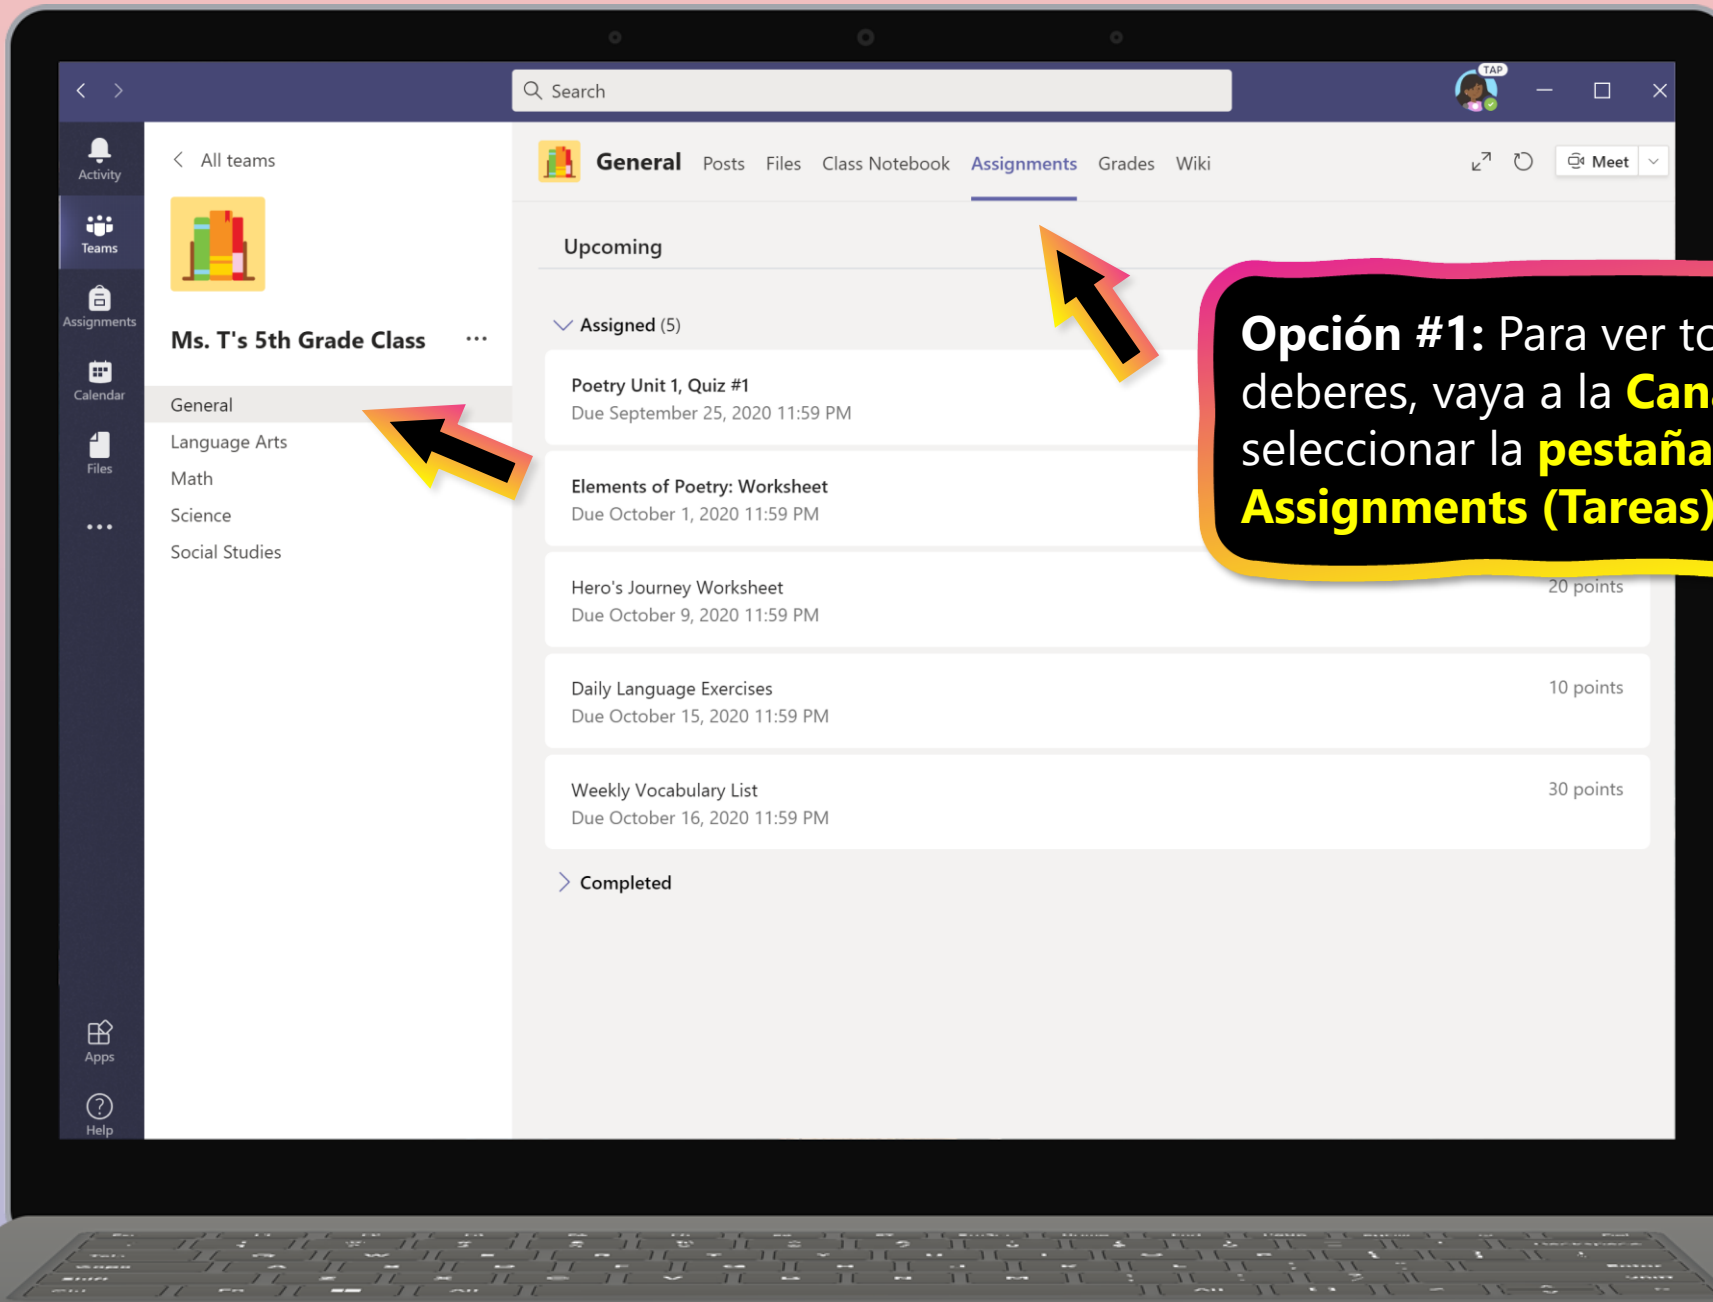 Search
TAP
Activity
Teams
Assignments
Calendar
Files
Apps
Help
All teams
Ms. T's 5th Grade Class
General
Language Arts
Math
Science
Social Studies
General Posts Files Class Notebook Assignments Grades Wiki
Meet
Upcoming
Assigned (5)
Poetry Unit 1, Quiz #1
Due September 25, 2020 11:59 PM
Elements of Poetry: Worksheet
Due October 1, 2020 11:59 PM
Hero's Journey Worksheet
20 points
Due October 9, 2020 11:59 PM
Daily Language Exercises
10 points
Due October 15, 2020 11:59 PM
Weekly Vocabulary List
30 points
Due October 16, 2020 11:59 PM
Completed
Opción #1: Para ver
deberes, vaya a la
seleccionar la pestaña
Assignments (Tareas)